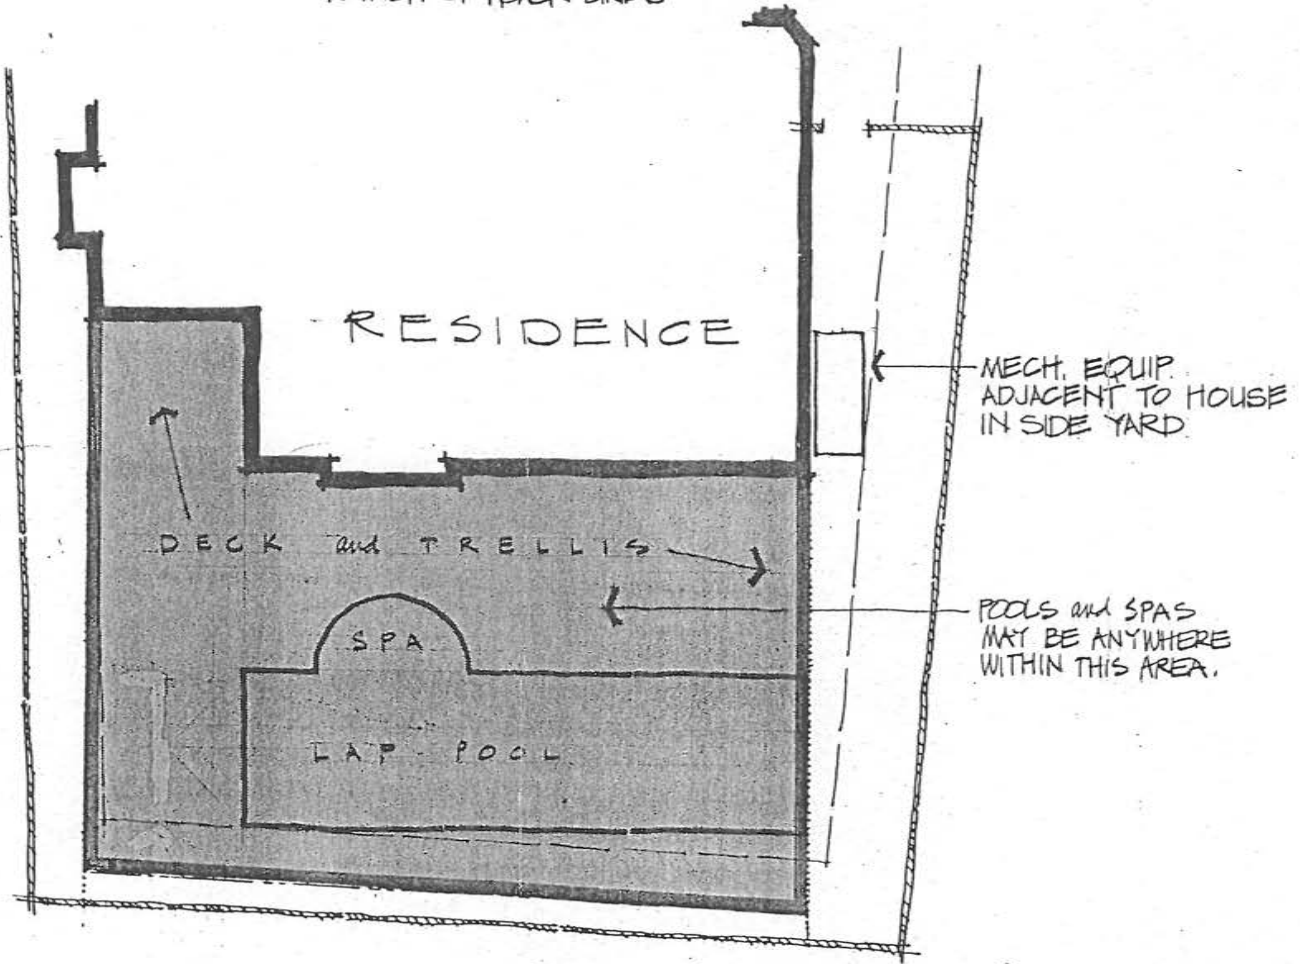 RESIDENCE
MECH. EQUIP.
ADJACENT TO HOUSE
IN SIDE YARD
DECK and TRELLIS
POOLS and SPAS
MAY BE ANYWHERE
WITHIN THIS AREA.
SPA
LAP POOL